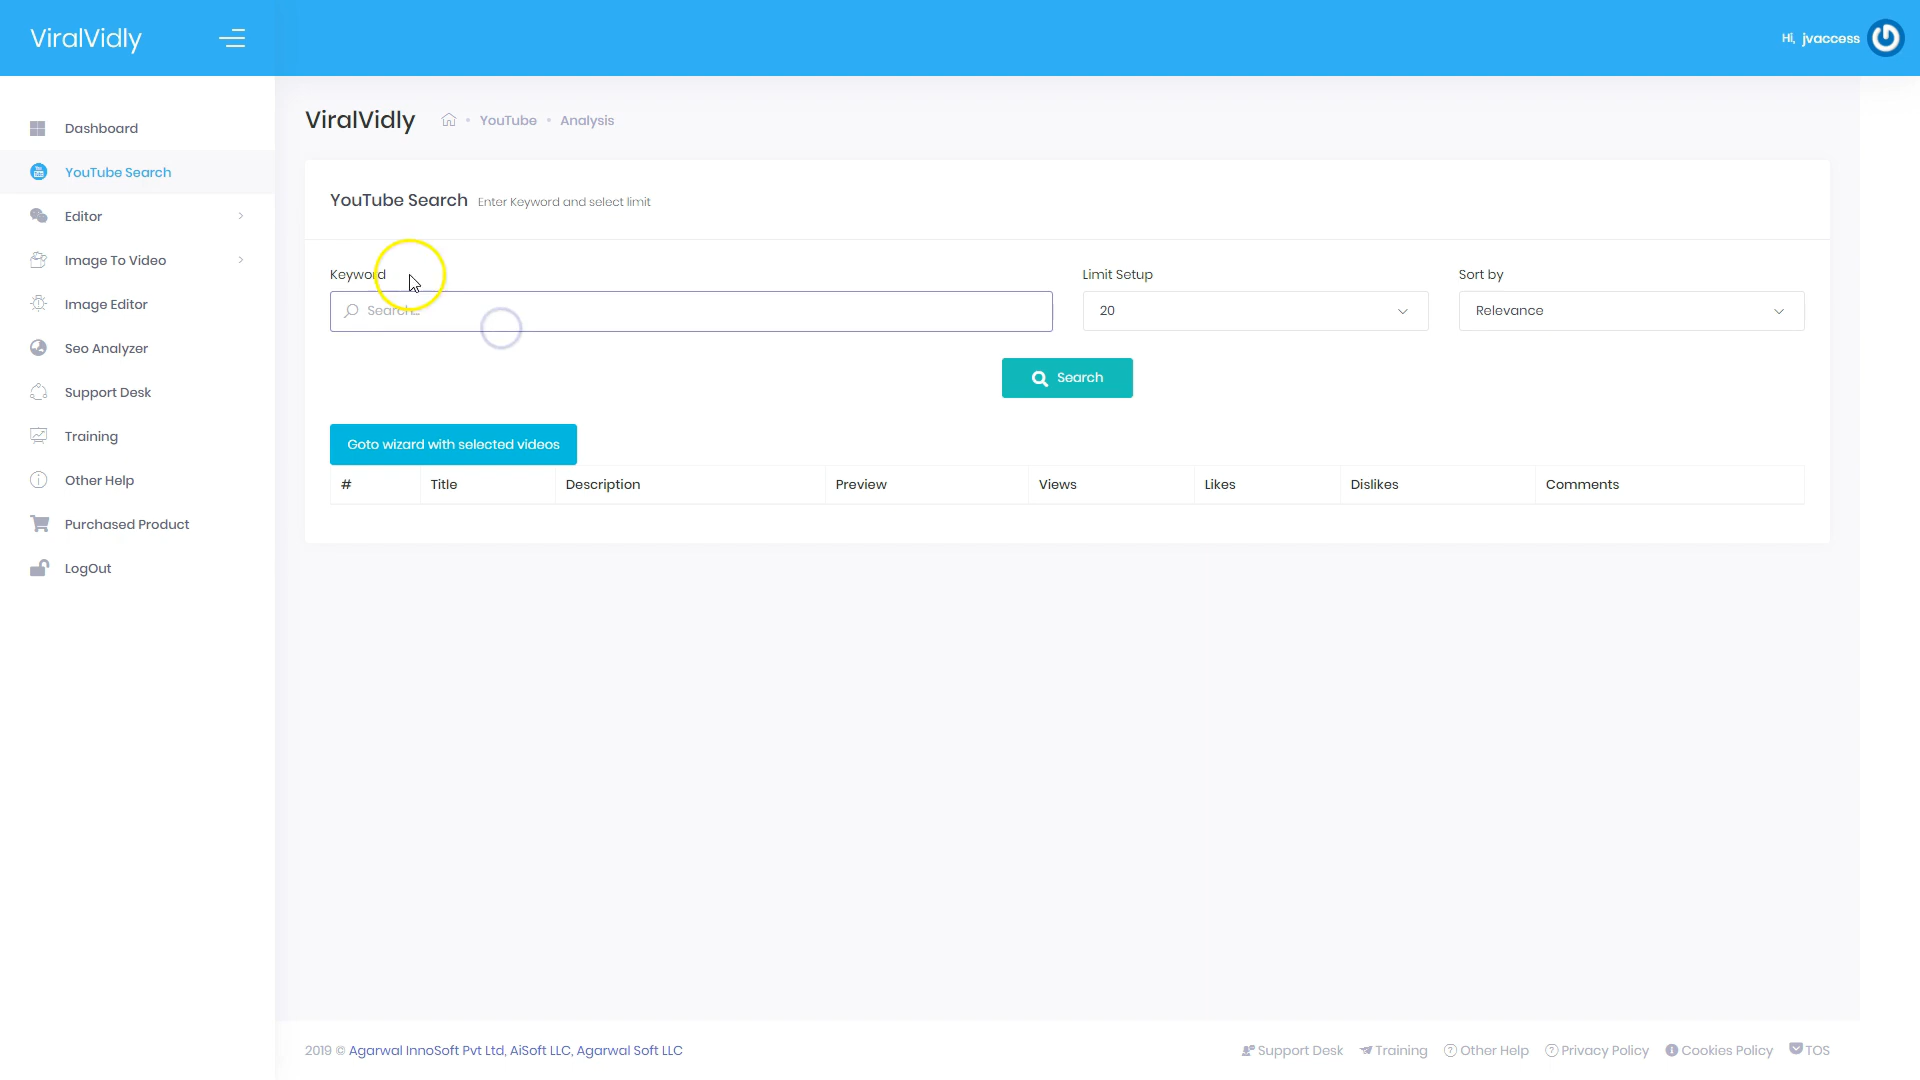 ViralVidly
Hi, jvaccess
Dashboard
YouTube Search
Editor
Image To Video
Image Editor
Seo Analyzer
Support Desk
Training
Other Help
Purchased Product
LogOut
ViralVidly YouTube Analysis
YouTube Search Enter Keyword and select limit
Keyword Limit Setup Sort by
Search... 20 Relevance
Search
Goto wizard with selected videos
# Title Description Preview Views Likes Dislikes Comments
2019 © Agarwal InnoSoft Pvt Ltd, AiSoft LLC, Agarwal Soft LLC
Support Desk Training Other Help Privacy Policy Cookies Policy TOS